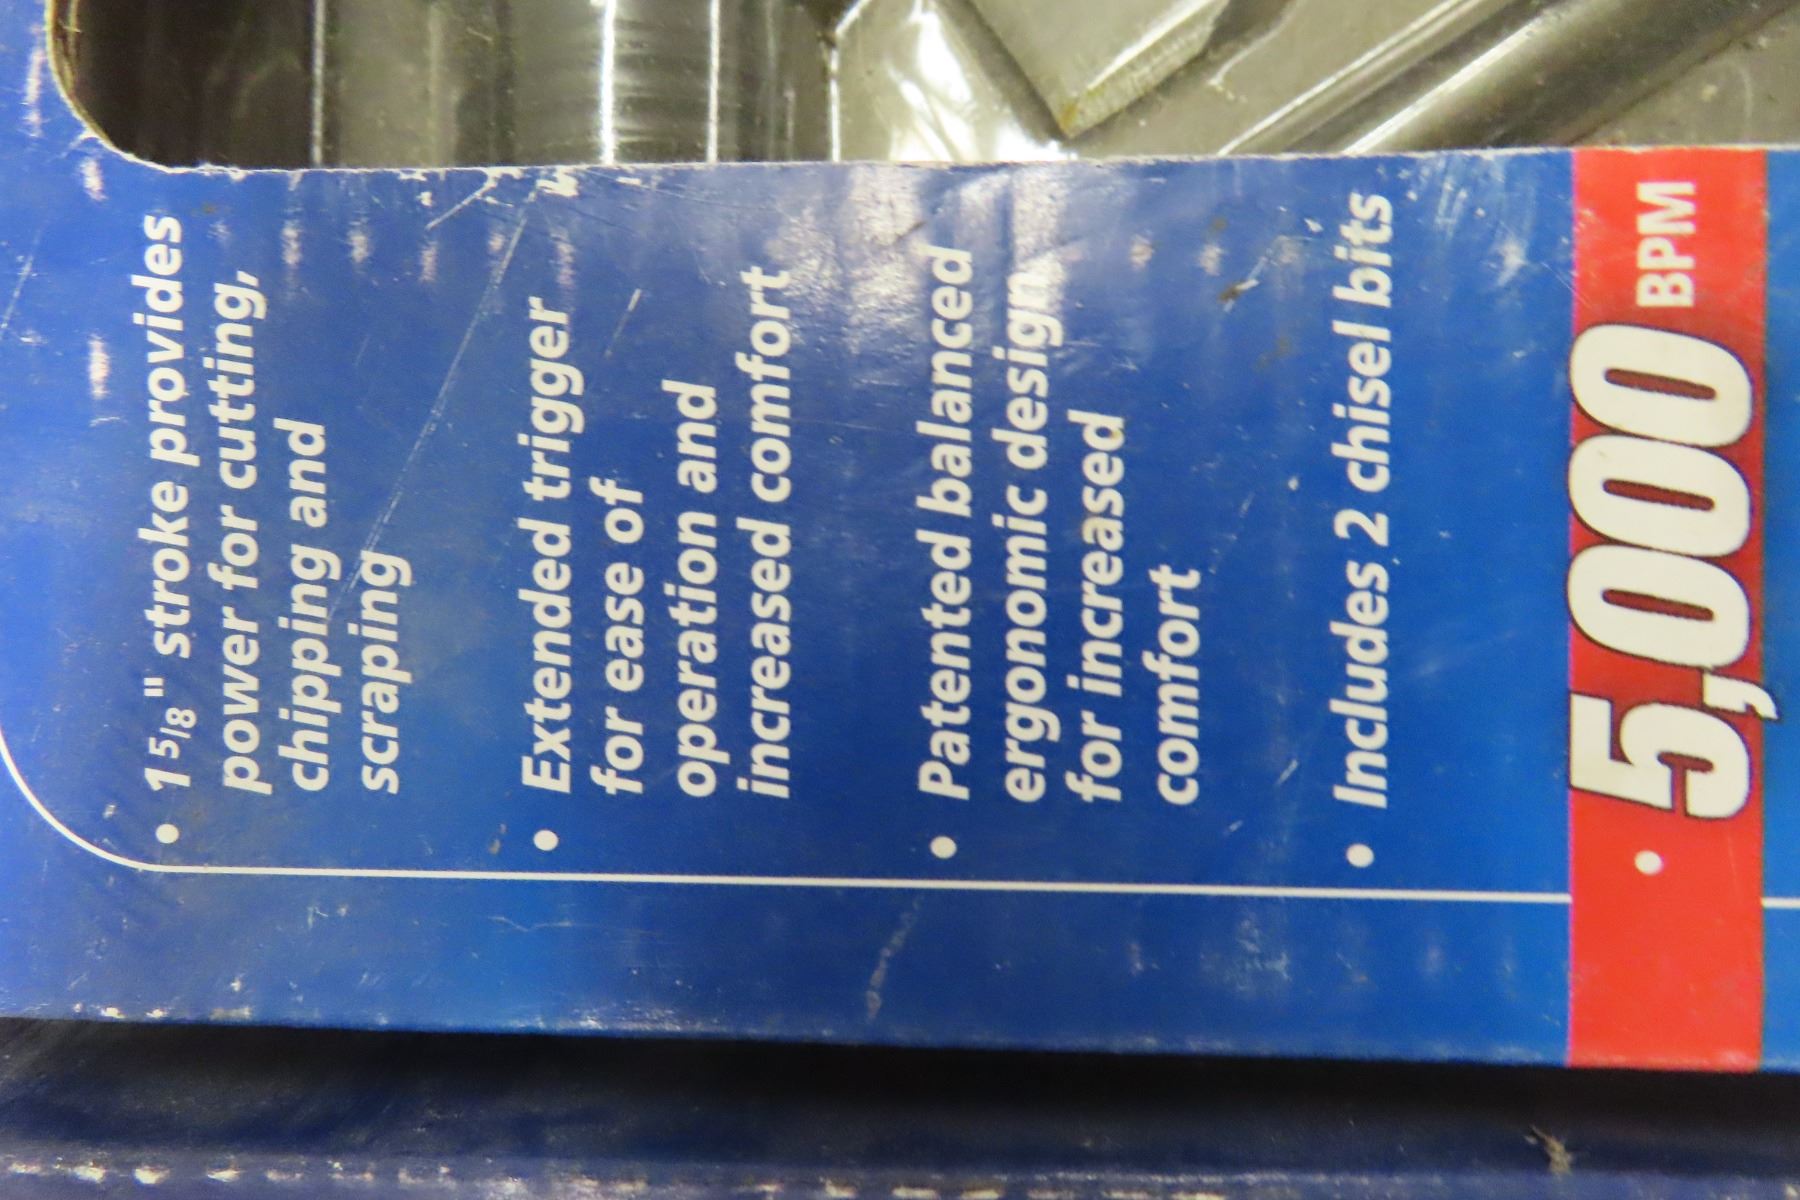 • 1 5/8" stroke provides
power for cutting,
chipping and
scraping
• Extended trigger
for ease of
operation and
increased comfort
• Patented balanced
ergonomic design
for increased
comfort
• Includes 2 chisel bits
• 5,000 BPM